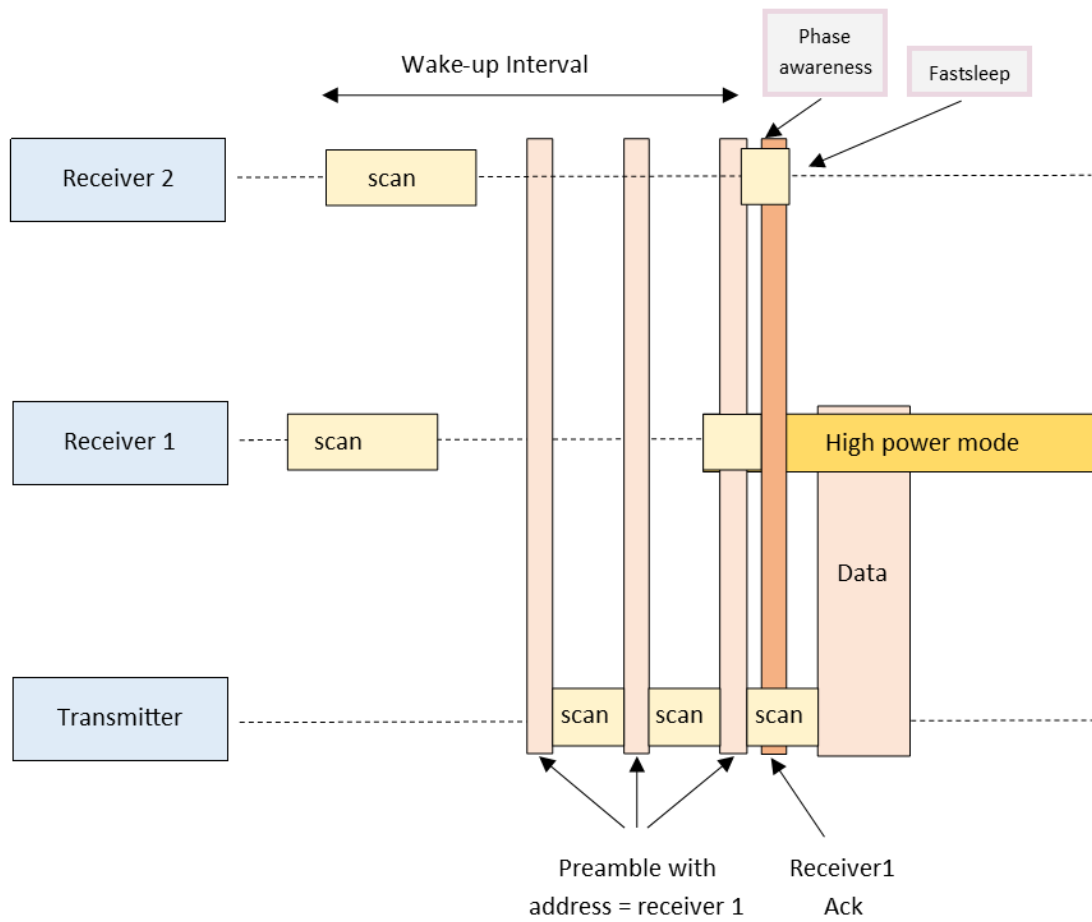 Phase
awareness
Wake-up Interval
Fastsleep
Receiver 2
scan
Receiver 1
scan
High power mode
Data
Transmitter
scan
scan
scan
Preamble with
address = receiver 1
Receiver1
Ack